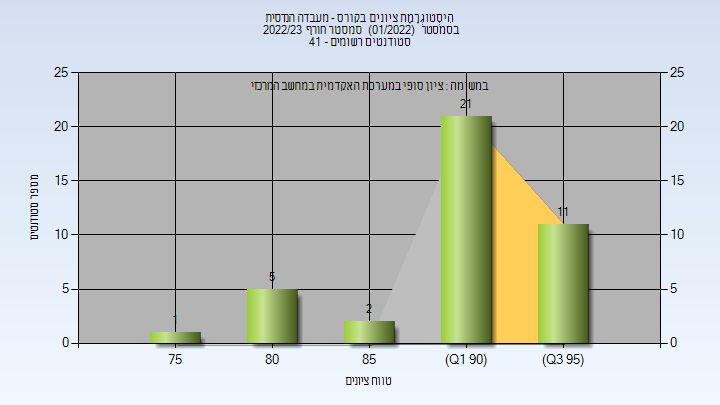 היסטוגרמת ציונים בקורס - מעבדה הנדסית
בסמסטר (01/2022) סמסטר חורף 2022/23
סטודנטים רשומים - 41
במשימה : ציון סופי במערכת האקדמית במחשב המרכזי
מספר סטודנטים
25
20
15
10
5
0
25
20
15
10
5
0
1
5
2
21
11
75
80
85
(Q1 90)
(Q3 95)
טווח ציונים